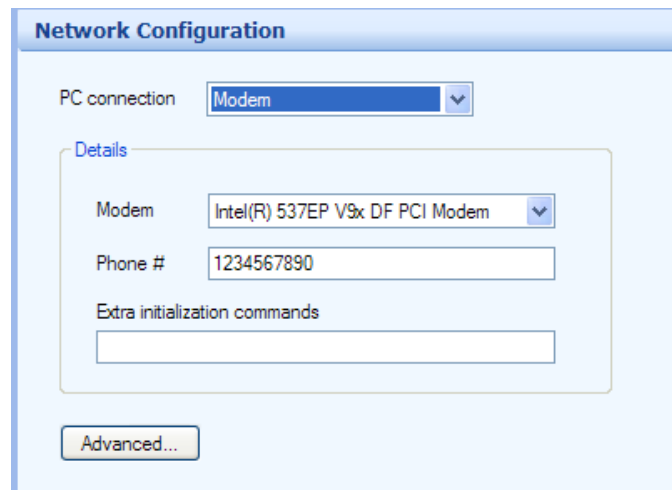 Network Configuration
PC connection Modem
Details
Modem Intel(R) 537EP V9x DF PCI Modem
Phone # 1234567890
Extra initialization commands
Advanced...